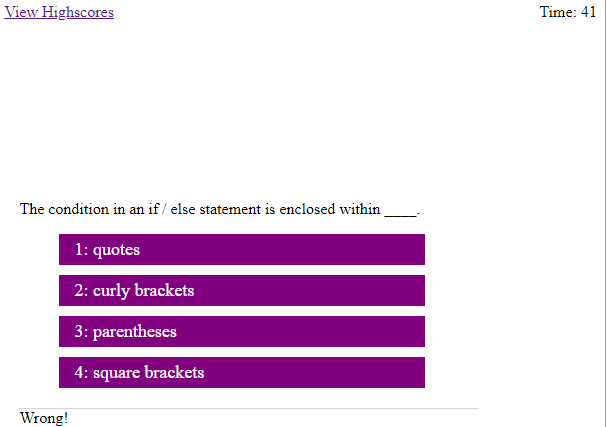 View Highscores
Time: 41
The condition in an if / else statement is enclosed within ____.
1: quotes
2: curly brackets
3: parentheses
4: square brackets
Wrong!